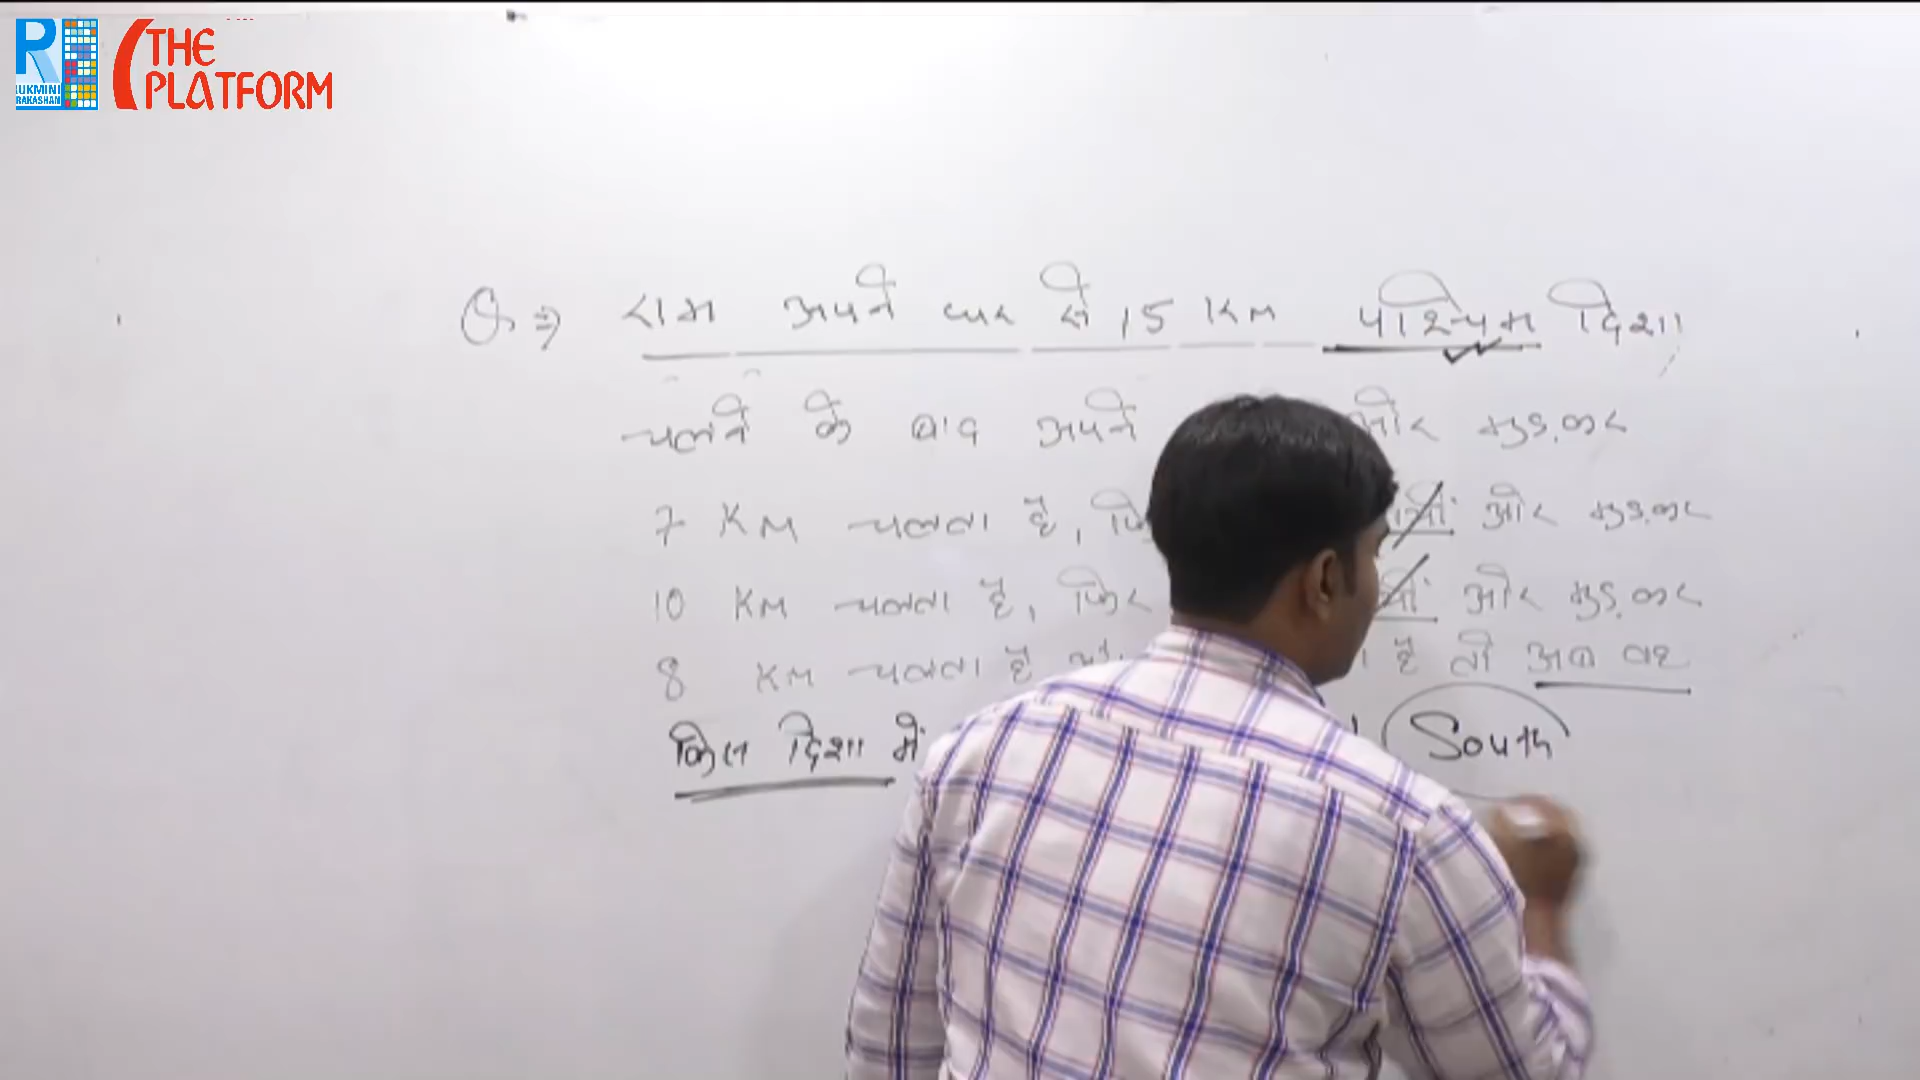 RUKMINI
PRAKASHAN
THE
PLATFORM
Q ⇒ राम अपने घर से 15 KM पश्चिम दिशा
चलने के बाद अपने ओर मुड़कर
7 KM चलता है, ओर मुड़कर
10 KM चलता है, फिर ओर मुड़कर
8 KM चलता है है तो अब वह
किस दिशा में South